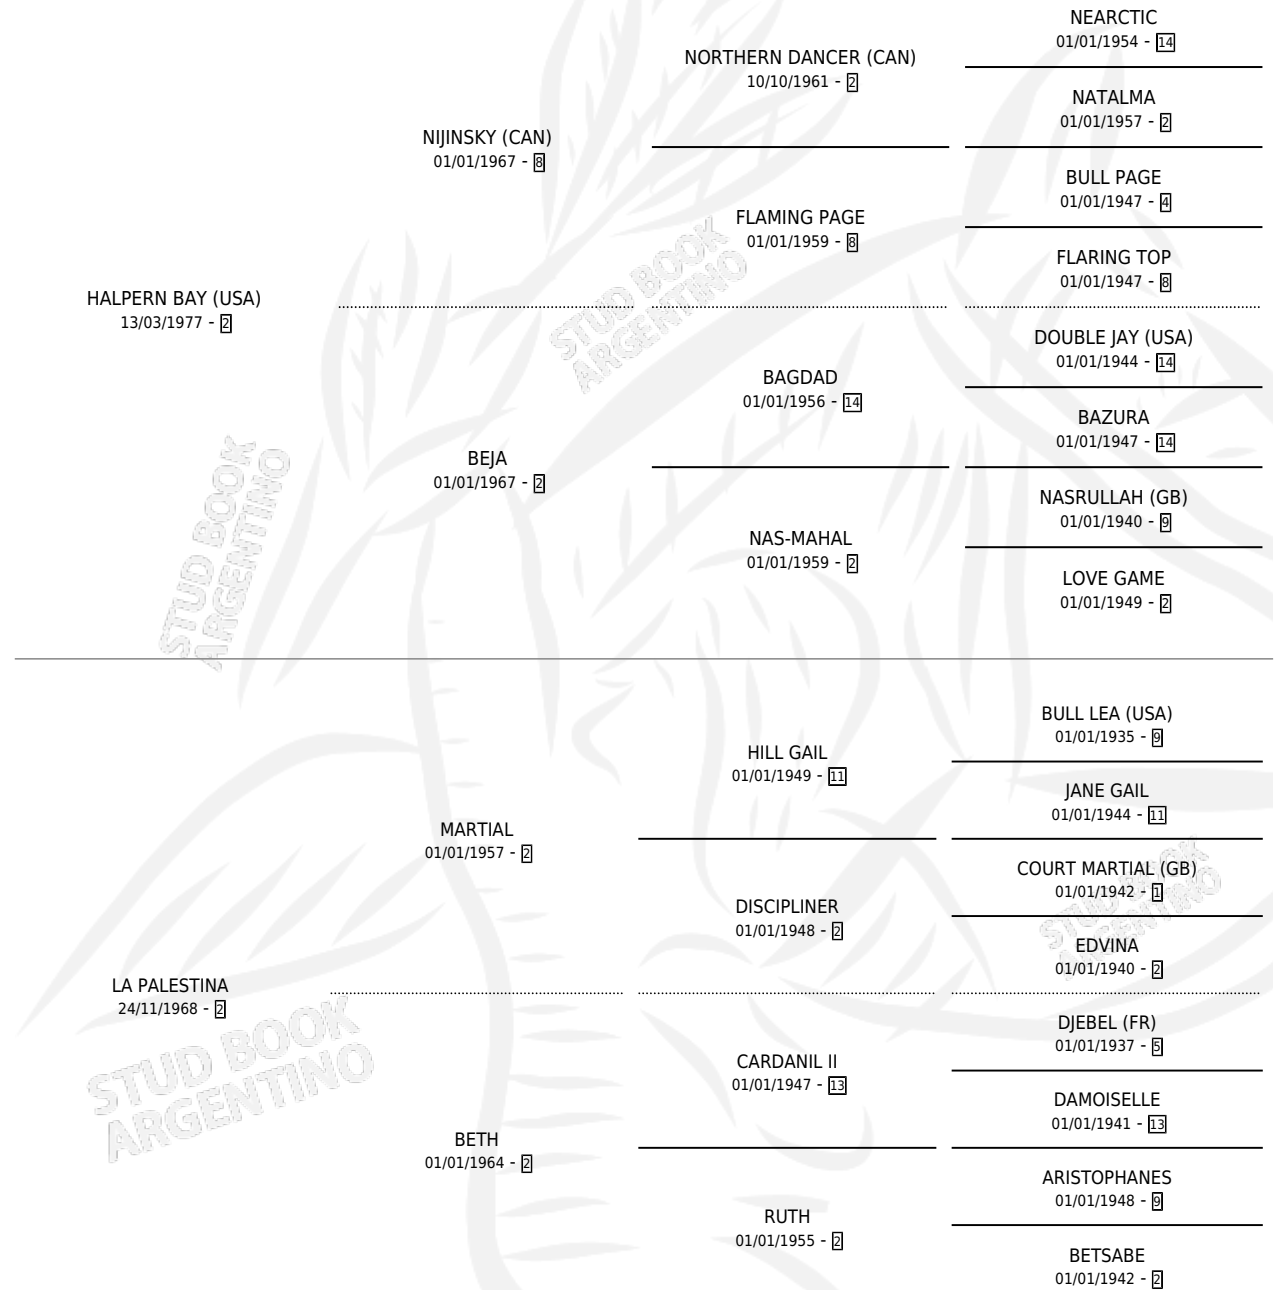 NEARCTIC
01/01/1954 - 14
NORTHERN DANCER (CAN)
10/10/1961 - 2
NATALMA
01/01/1957 - 2
NIJINSKY (CAN)
01/01/1967 - 8
BULL PAGE
01/01/1947 - 4
FLAMING PAGE
01/01/1959 - 8
FLARING TOP
01/01/1947 - 8
HALPERN BAY (USA)
13/03/1977 - 2
DOUBLE JAY (USA)
01/01/1944 - 14
BAGDAD
01/01/1956 - 14
BAZURA
01/01/1947 - 14
BEJA
01/01/1967 - 2
NASRULLAH (GB)
01/01/1940 - 9
NAS-MAHAL
01/01/1959 - 2
LOVE GAME
01/01/1949 - 2
BULL LEA (USA)
01/01/1935 - 9
HILL GAIL
01/01/1949 - 11
JANE GAIL
01/01/1944 - 11
MARTIAL
01/01/1957 - 2
COURT MARTIAL (GB)
01/01/1942 - 1
DISCIPLINER
01/01/1948 - 2
EDVINA
01/01/1940 - 2
LA PALESTINA
24/11/1968 - 2
DJEBEL (FR)
01/01/1937 - 5
CARDANIL II
01/01/1947 - 13
DAMOISELLE
01/01/1941 - 13
BETH
01/01/1964 - 2
ARISTOPHANES
01/01/1948 - 9
RUTH
01/01/1955 - 2
BETSABE
01/01/1942 - 2
STUD BOOK
ARGENTINO
STUD BOOK
ARGENTINO
STUD BOOK
ARGENTINO
STUD BOOK
ARGENTINO